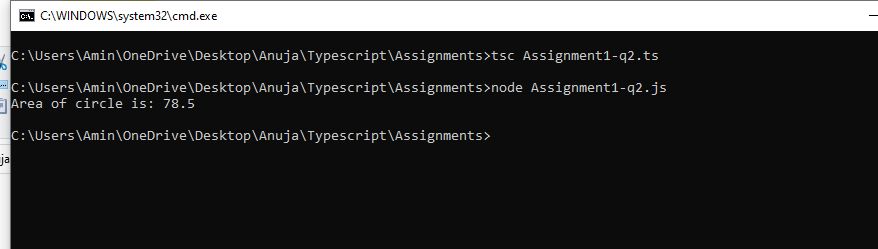 C:\WINDOWS\system32\cmd.exe
C:\Users\Amin\OneDrive\Desktop\Anuja\Typescript\Assignments>tsc Assignment1-q2.ts
C:\Users\Amin\OneDrive\Desktop\Anuja\Typescript\Assignments>node Assignment1-q2.js
Area of circle is: 78.5
C:\Users\Amin\OneDrive\Desktop\Anuja\Typescript\Assignments>